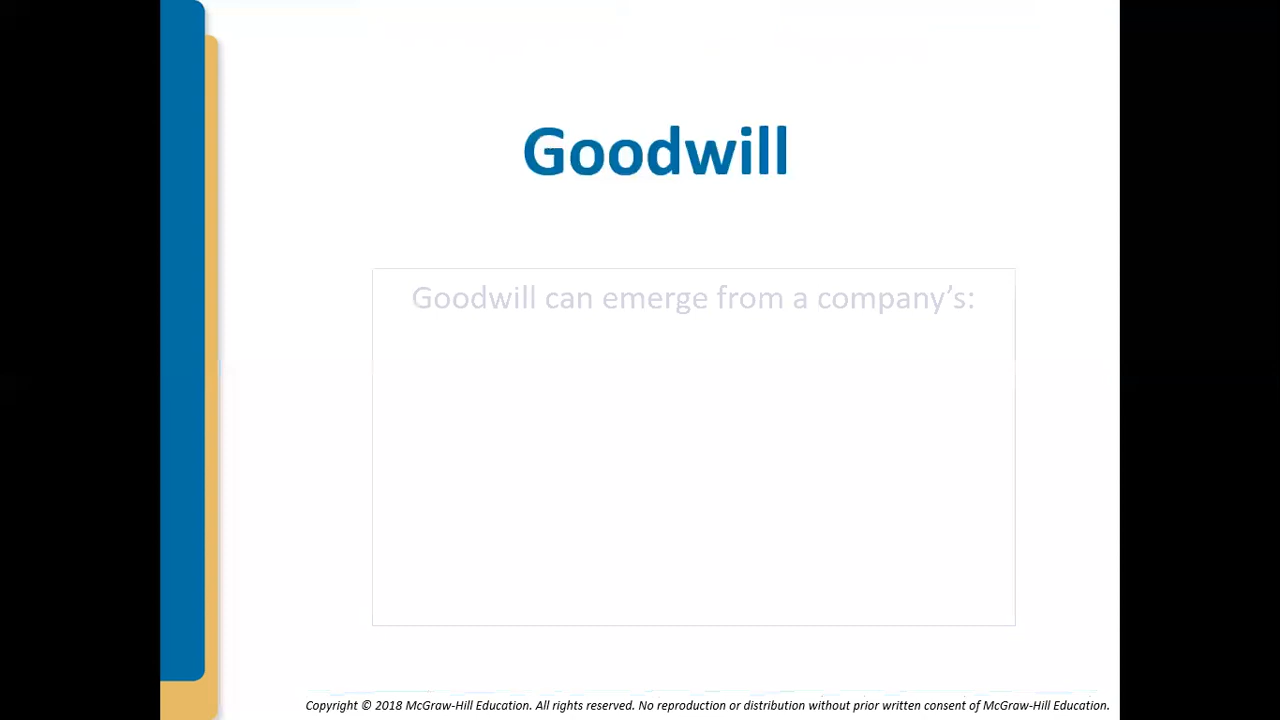 Goodwill
Goodwill can emerge from a company’s:
Copyright © 2018 McGraw-Hill Education. All rights reserved. No reproduction or distribution without prior written consent of McGraw-Hill Education.